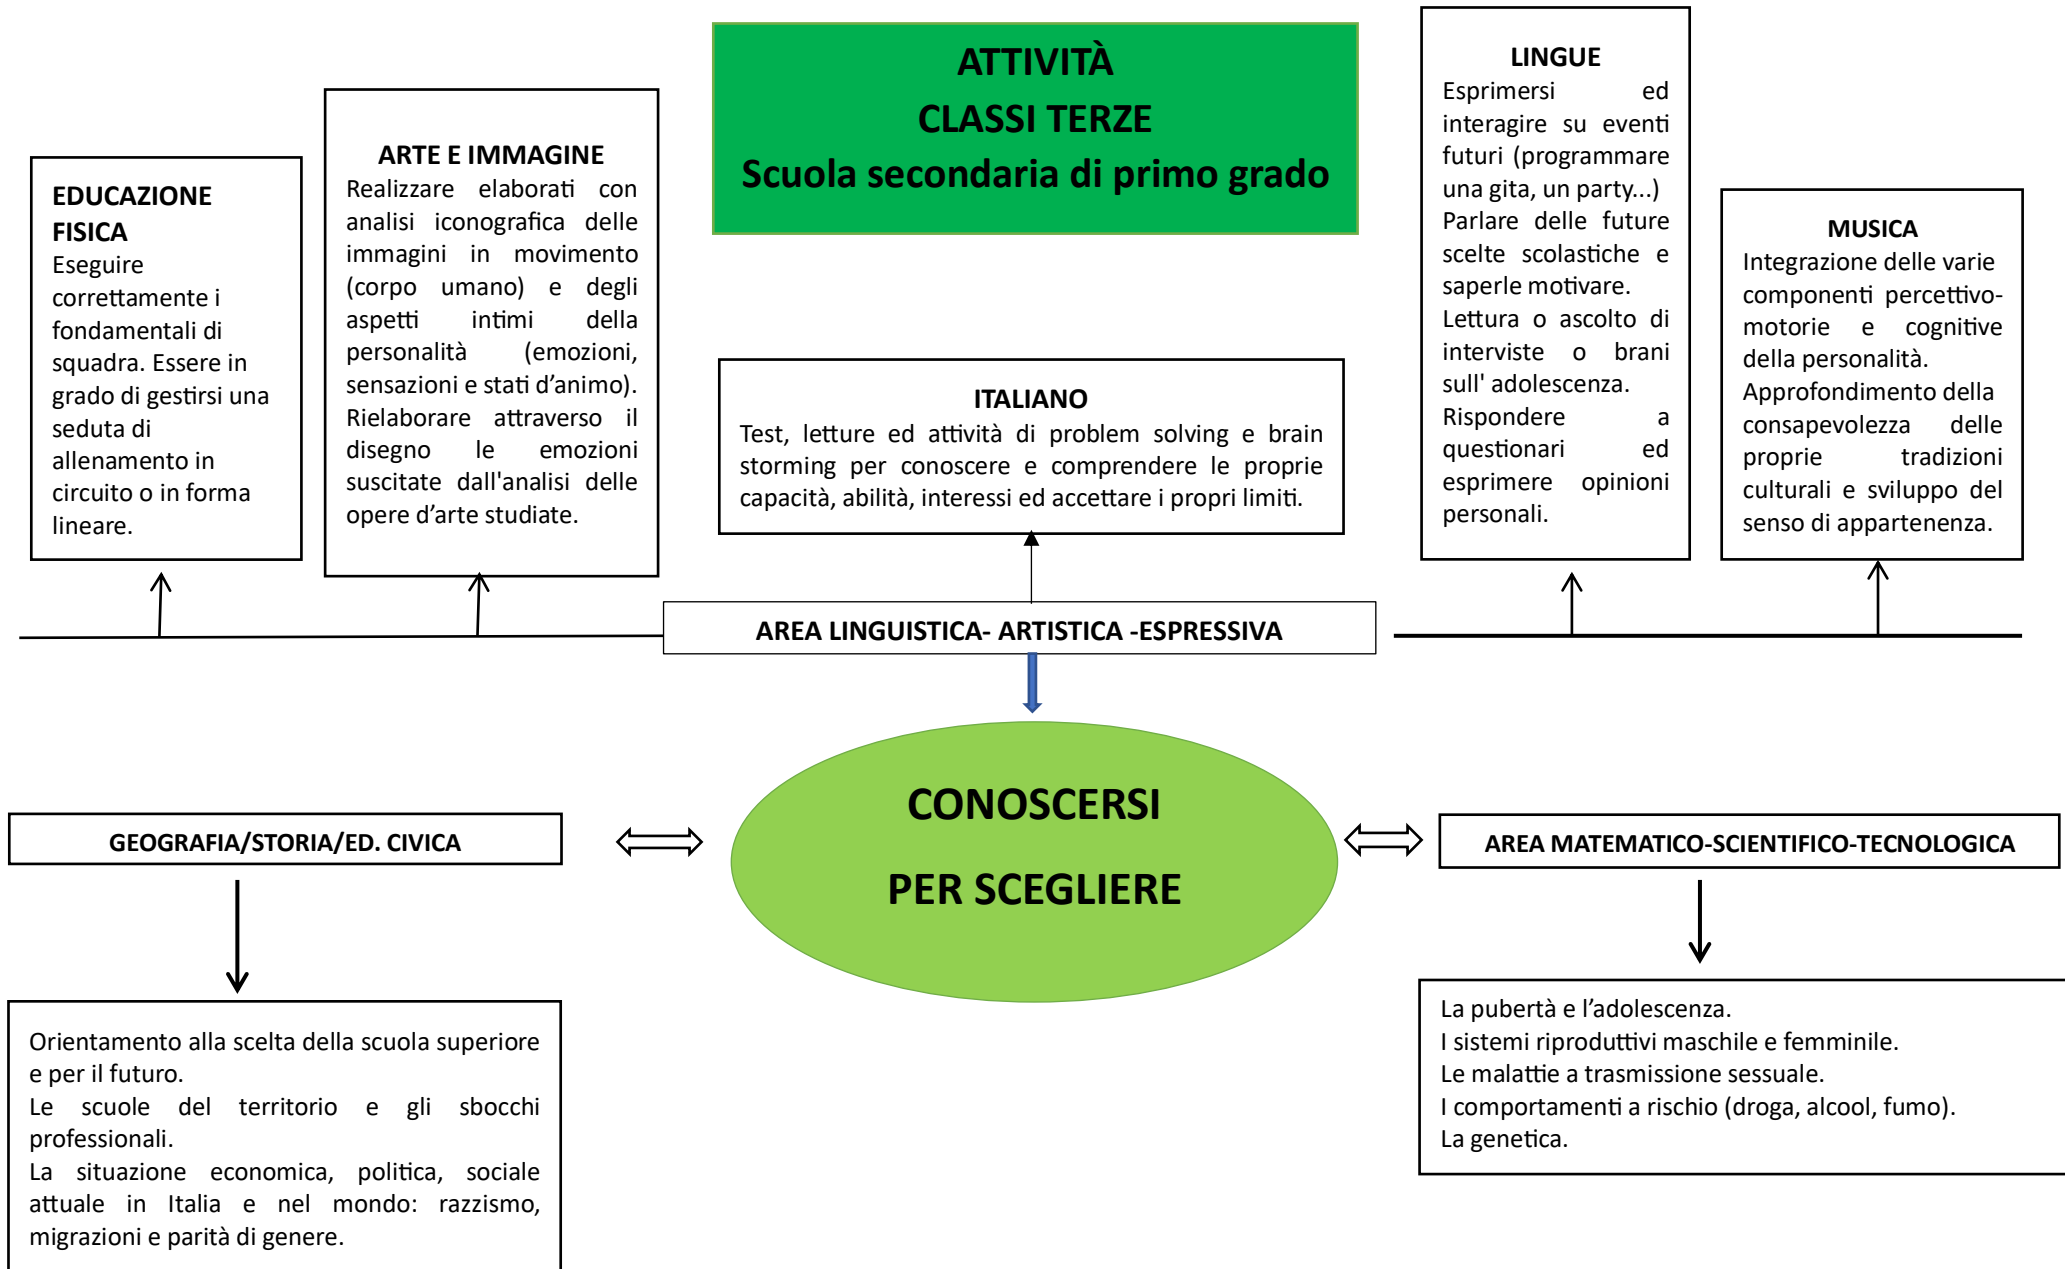 ATTIVITÀ
CLASSI TERZE
Scuola secondaria di primo grado
EDUCAZIONE
FISICA
Eseguire
correttamente i
fondamentali di
squadra. Essere in
grado di gestirsi una
seduta di
allenamento in
circuito o in forma
lineare.
ARTE E IMMAGINE
Realizzare elaborati con
analisi iconografica delle
immagini in movimento
(corpo umano) e degli
aspetti intimi della
personalità (emozioni,
sensazioni e stati d’animo).
Rielaborare attraverso il
disegno le emozioni
suscitate dall'analisi delle
opere d’arte studiate.
ITALIANO
Test, letture ed attività di problem solving e brain
storming per conoscere e comprendere le proprie
capacità, abilità, interessi ed accettare i propri limiti.
LINGUE
Esprimersi ed
interagire su eventi
futuri (programmare
una gita, un party...)
Parlare delle future
scelte scolastiche e
saperle motivare.
Lettura o ascolto di
interviste o brani
sull' adolescenza.
Rispondere a
questionari ed
esprimere opinioni
personali.
MUSICA
Integrazione delle varie
componenti percettivo-
motorie e cognitive
della personalità.
Approfondimento della
consapevolezza delle
proprie tradizioni
culturali e sviluppo del
senso di appartenenza.
AREA LINGUISTICA- ARTISTICA -ESPRESSIVA
CONOSCERSI
PER SCEGLIERE
GEOGRAFIA/STORIA/ED. CIVICA
AREA MATEMATICO-SCIENTIFICO-TECNOLOGICA
Orientamento alla scelta della scuola superiore
e per il futuro.
Le scuole del territorio e gli sbocchi
professionali.
La situazione economica, politica, sociale
attuale in Italia e nel mondo: razzismo,
migrazioni e parità di genere.
La pubertà e l’adolescenza.
I sistemi riproduttivi maschile e femminile.
Le malattie a trasmissione sessuale.
I comportamenti a rischio (droga, alcool, fumo).
La genetica.